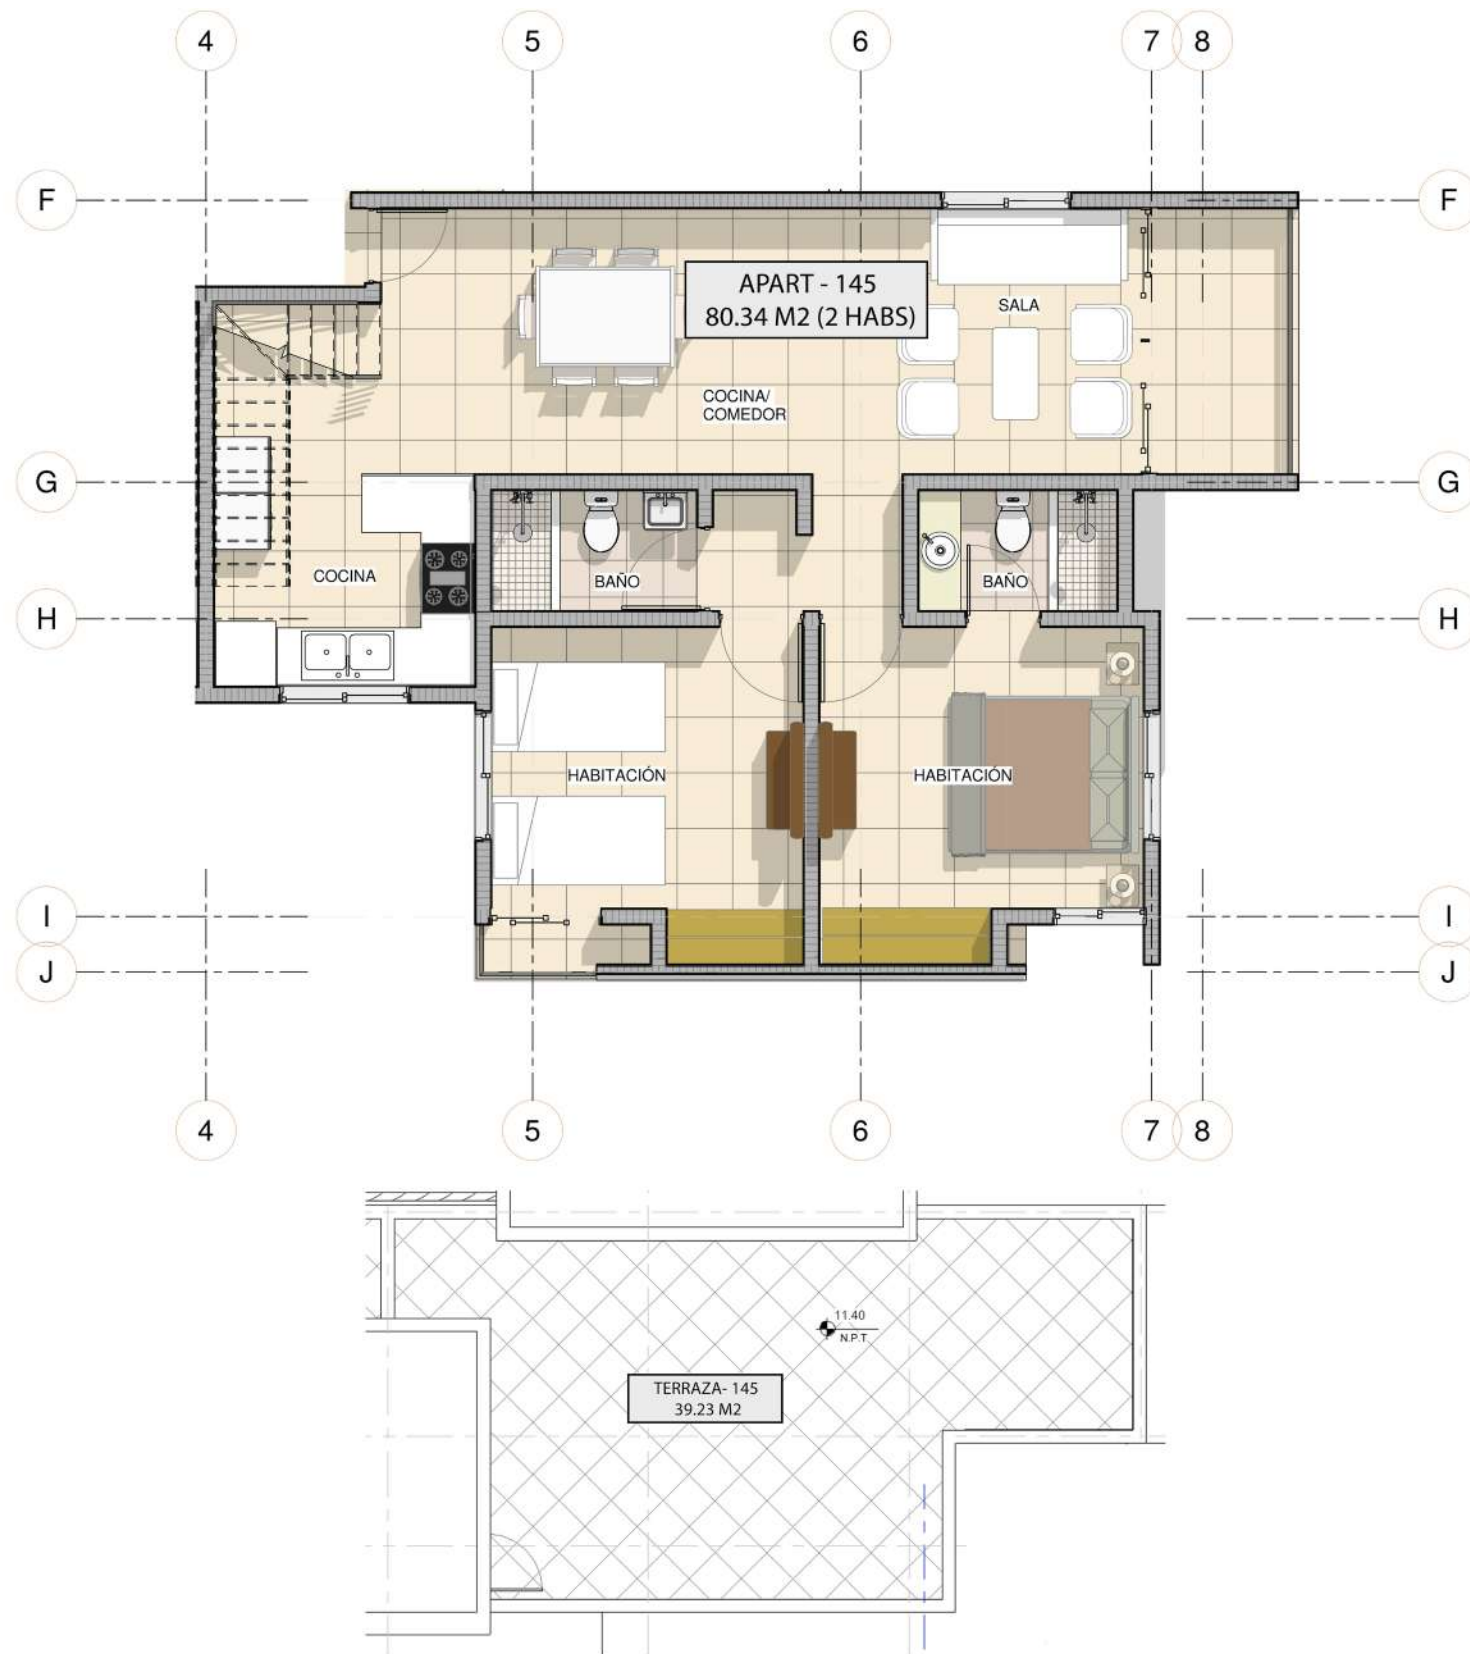 4 5 6 7 8
F F
APART - 145
80.34 M2 (2 HABS)
SALA
COCINA/
COMEDOR
G G
COCINA
BAÑO BAÑO
H H
HABITACIÓN HABITACIÓN
I I
J J
4 5 6 7 8
11.40
N.P.T.
TERRAZA- 145
39.23 M2